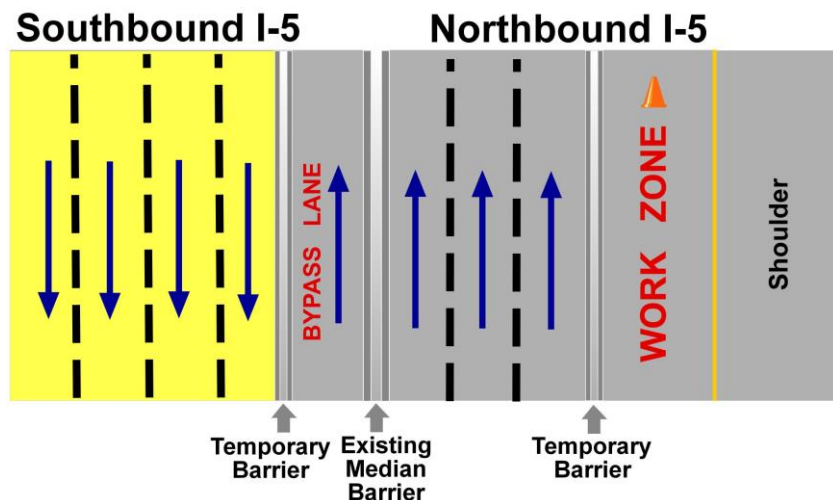 Southbound I-5
Northbound I-5
BYPASS LANE
WORK ZONE
Shoulder
Temporary
Barrier
Existing
Median
Barrier
Temporary
Barrier